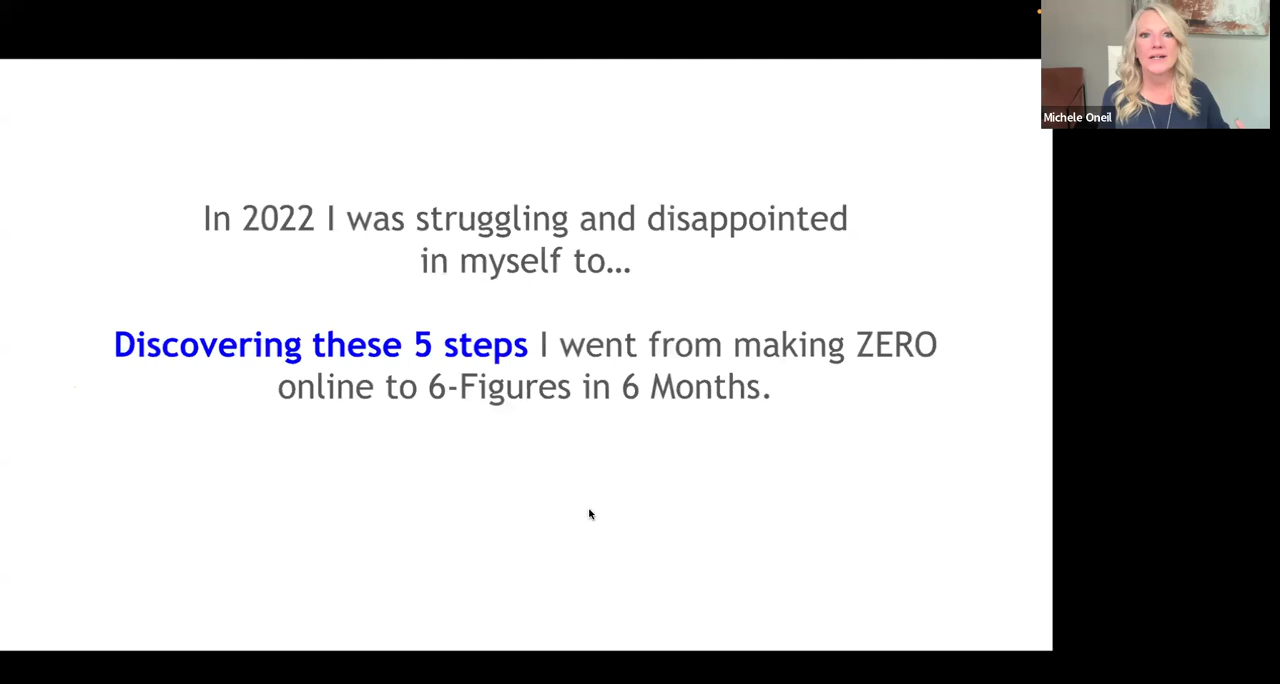 Michele Oneil
In 2022 I was struggling and disappointed
in myself to…
Discovering these 5 steps I went from making ZERO
online to 6-Figures in 6 Months.